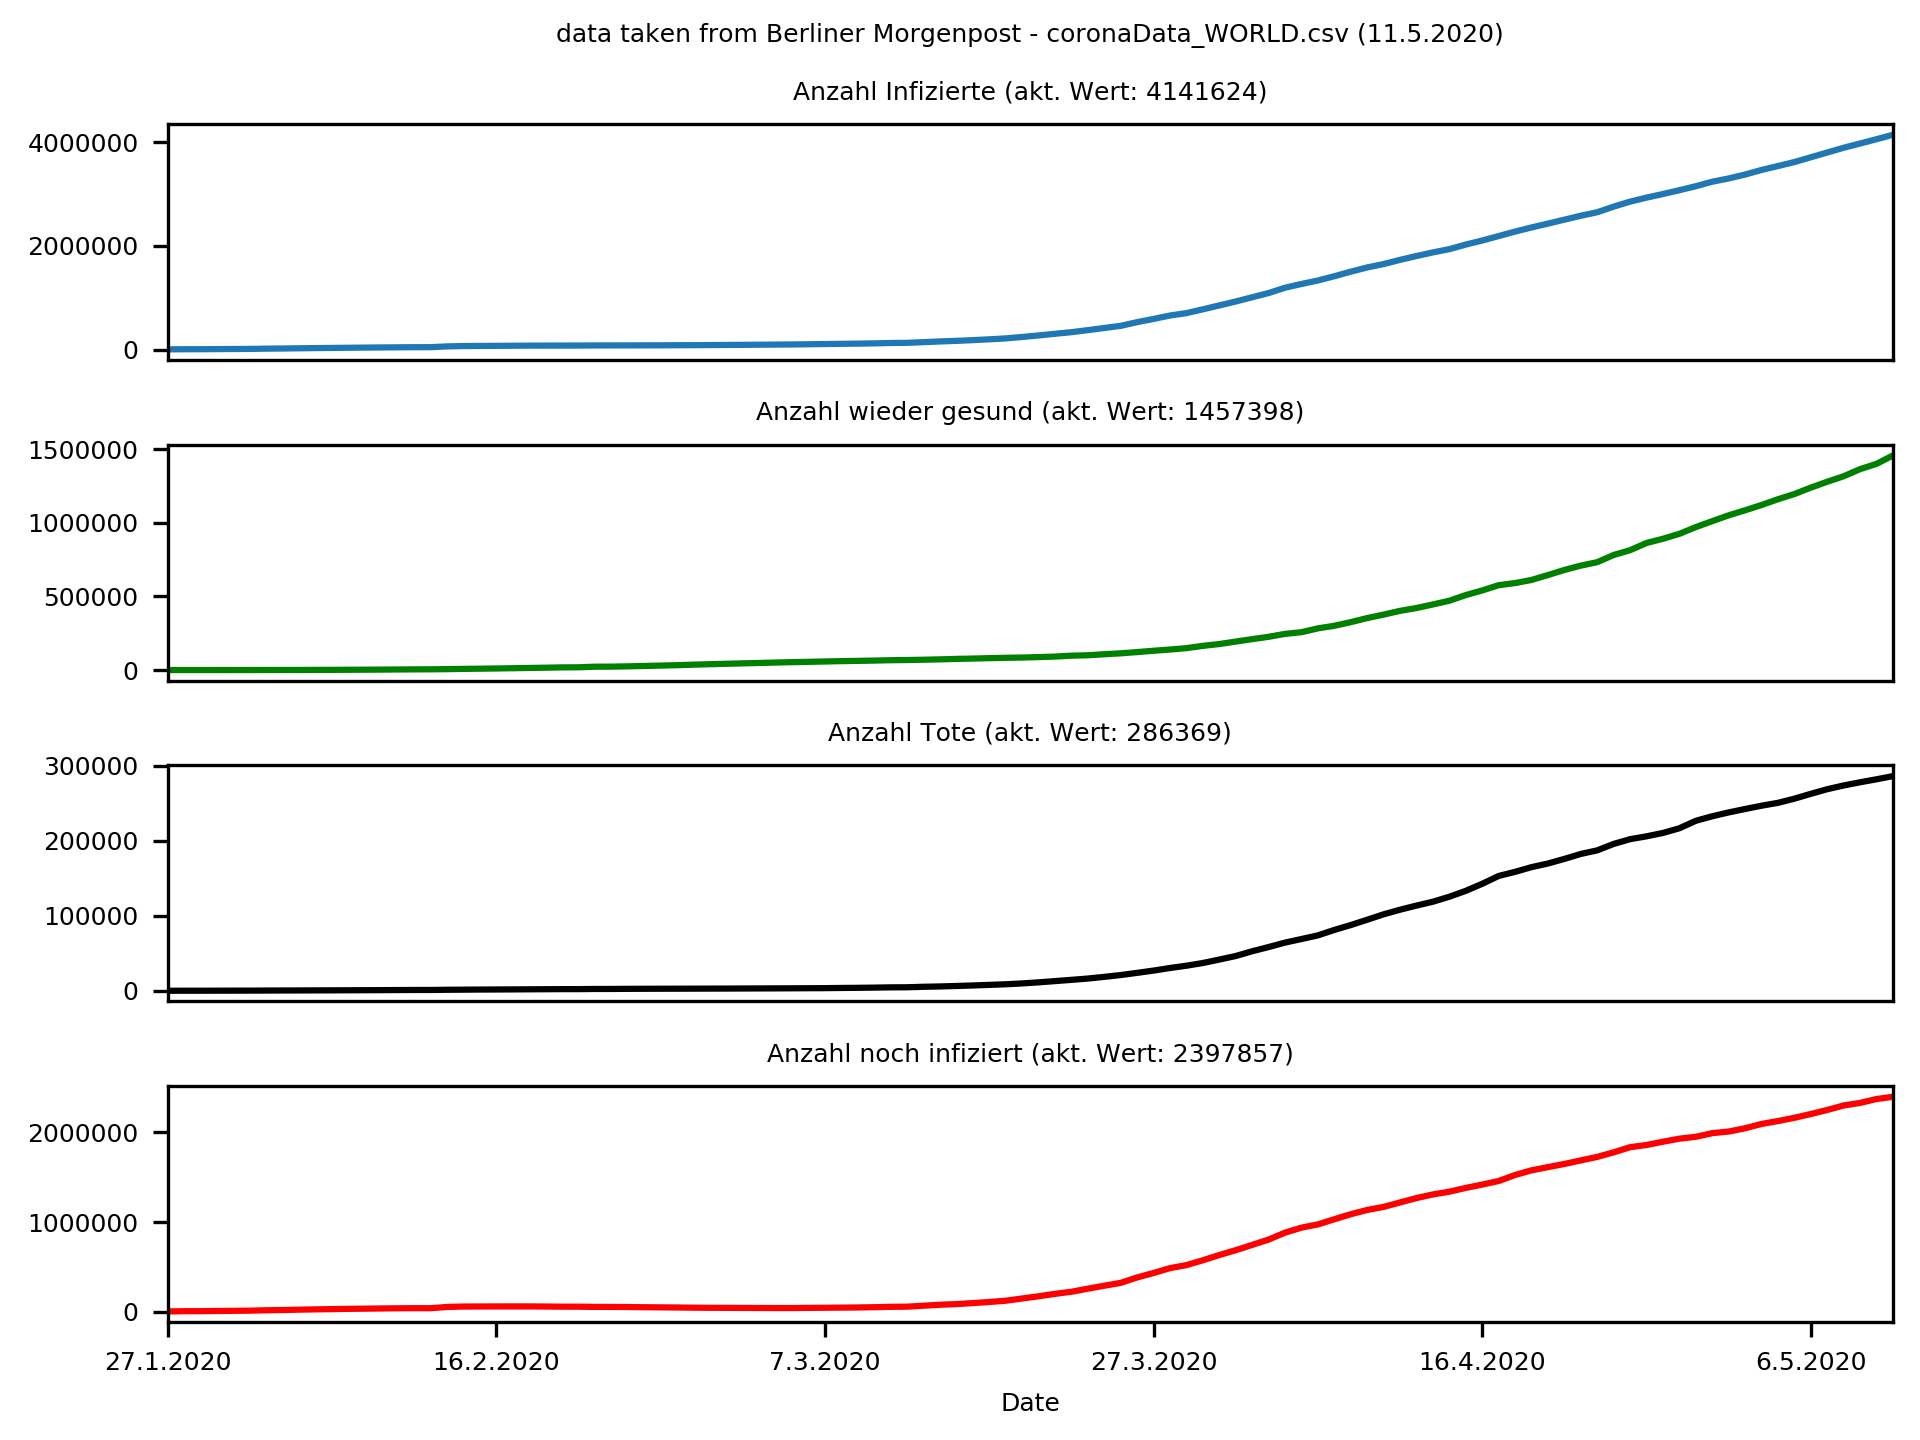 data taken from Berliner Morgenpost - coronaData_WORLD.csv (11.5.2020)
Anzahl Infizierte (akt. Wert: 4141624)
4000000
2000000
0
Anzahl wieder gesund (akt. Wert: 1457398)
1500000
1000000
500000
0
Anzahl Tote (akt. Wert: 286369)
300000
200000
100000
0
Anzahl noch infiziert (akt. Wert: 2397857)
2000000
1000000
0
27.1.2020 16.2.2020 7.3.2020 27.3.2020 16.4.2020 6.5.2020
Date